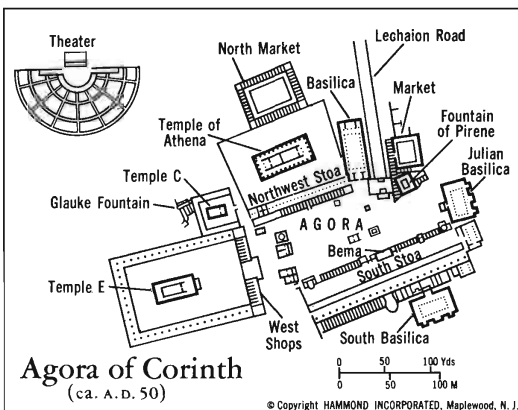 Theater
North Market
Lechaion Road
Basilica
Market
Temple of
Athena
Fountain
of Pirene
Julian
Basilica
Temple C
Northwest Stoa
Glauke Fountain
AGORA
Bema
South Stoa
Temple E
West
Shops
South Basilica
Agora of Corinth
(ca. A.D. 50)
0 50 100 Yds
0 50 100 M
© Copyright HAMMOND INCORPORATED, Maplewood, N. J.